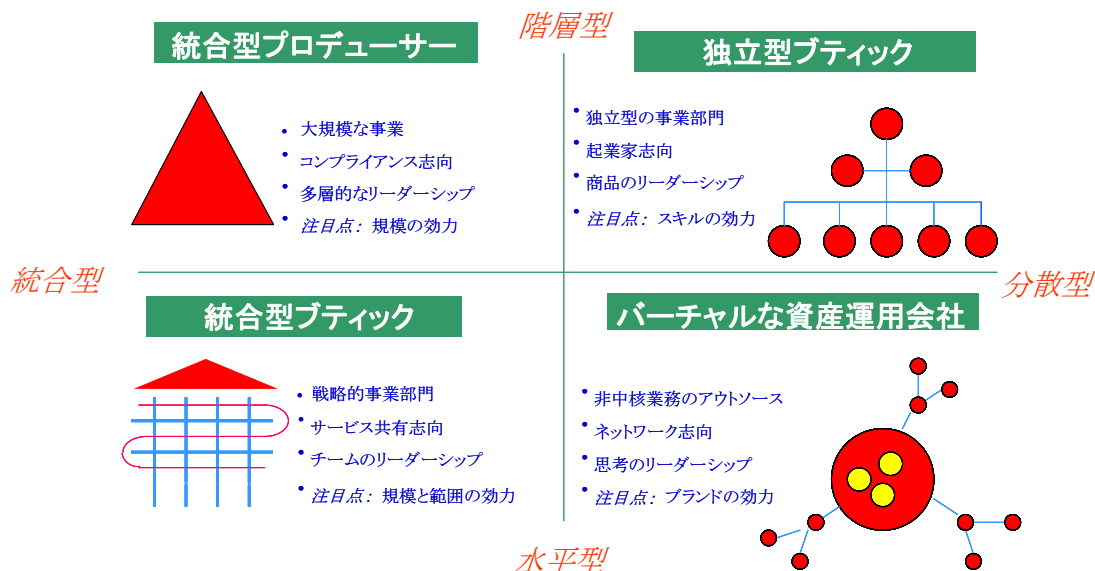 階層型
統合型プロデューサー
• 大規模な事業
• コンプライアンス志向
• 多層的なリーダーシップ
• 注目点: 規模の効力
独立型ブティック
• 独立型の事業部門
• 起業家志向
• 商品のリーダーシップ
• 注目点: スキルの効力
統合型
分散型
統合型ブティック
• 戦略的事業部門
• サービス共有志向
• チームのリーダーシップ
• 注目点: 規模と範囲の効力
バーチャルな資産運用会社
• 非中核業務のアウトソース
• ネットワーク志向
• 思考のリーダーシップ
• 注目点: ブランドの効力
水平型